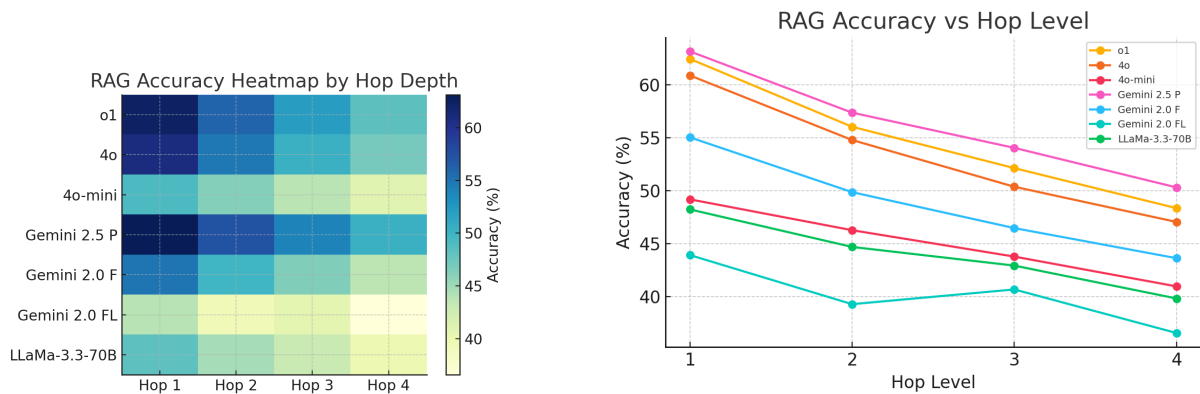 RAG Accuracy Heatmap by Hop Depth
o1
4o
4o-mini
Gemini 2.5 P
Gemini 2.0 F
Gemini 2.0 FL
LLaMa-3.3-70B
Hop 1
Hop 2
Hop 3
Hop 4
60
55
50
45
40
Accuracy (%)
RAG Accuracy vs Hop Level
Accuracy (%)
60
55
50
45
40
1
2
3
4
Hop Level
o1
4o
4o-mini
Gemini 2.5 P
Gemini 2.0 F
Gemini 2.0 FL
LLaMa-3.3-70B